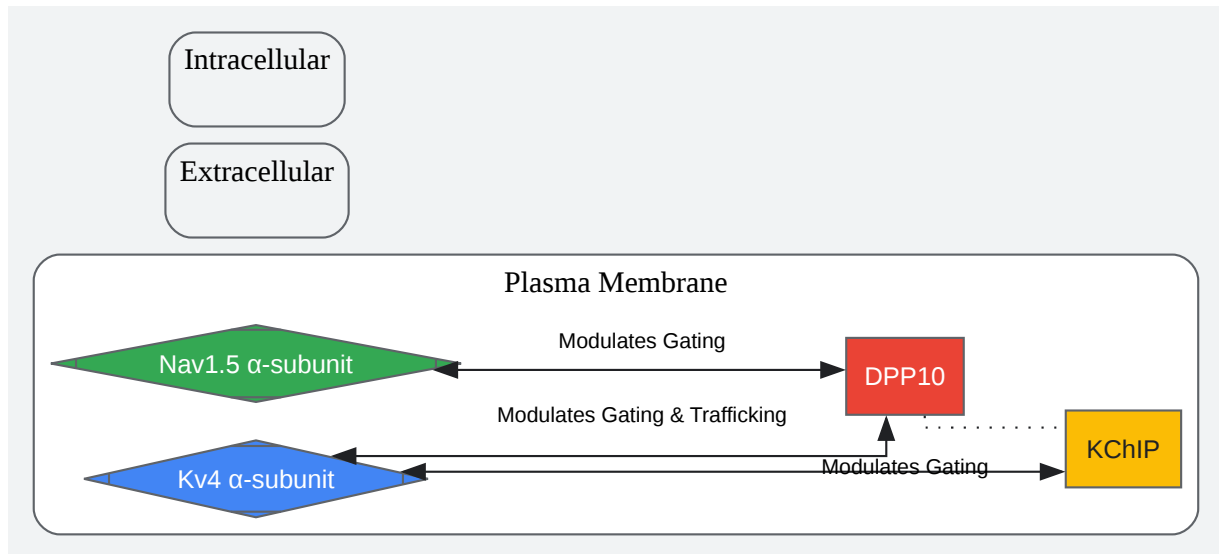 Intracellular
Extracellular
Plasma Membrane
Modulates Gating
Nav1.5 α-subunit
DPP10
Modulates Gating & Trafficking
KChIP
Modulates Gating
Kv4 α-subunit